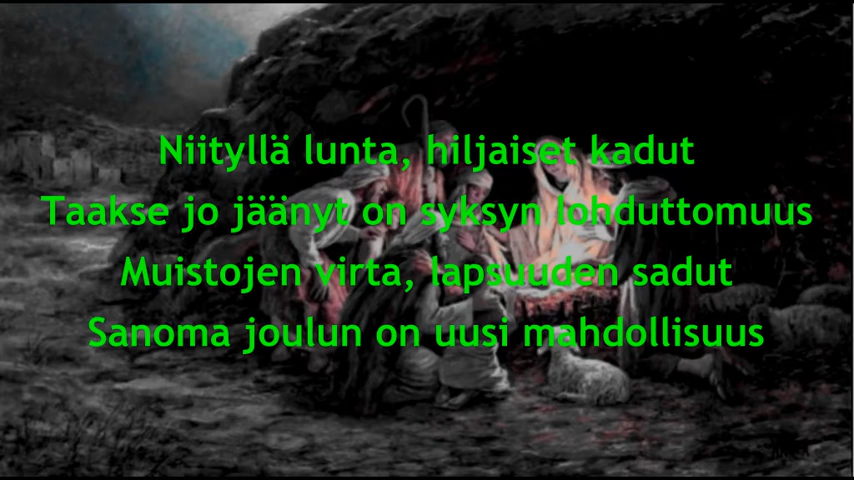 Niityllä lunta, hiljaiset kadut
Taakse jo jäänyt on syksyn lohduttomuus
Muistojen virta, lapsuuden sadut
Sanoma joulun on uusi mahdollisuus